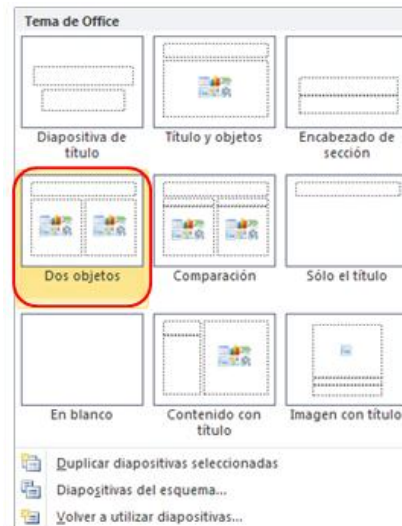 Tema de Office
Diapositiva de
título
Título y objetos
Encabezado de
sección
Dos objetos
Comparación
Sólo el título
En blanco
Contenido con
título
Imagen con título
Duplicar diapositivas seleccionadas
Diapositivas del esquema...
Volver a utilizar diapositivas...